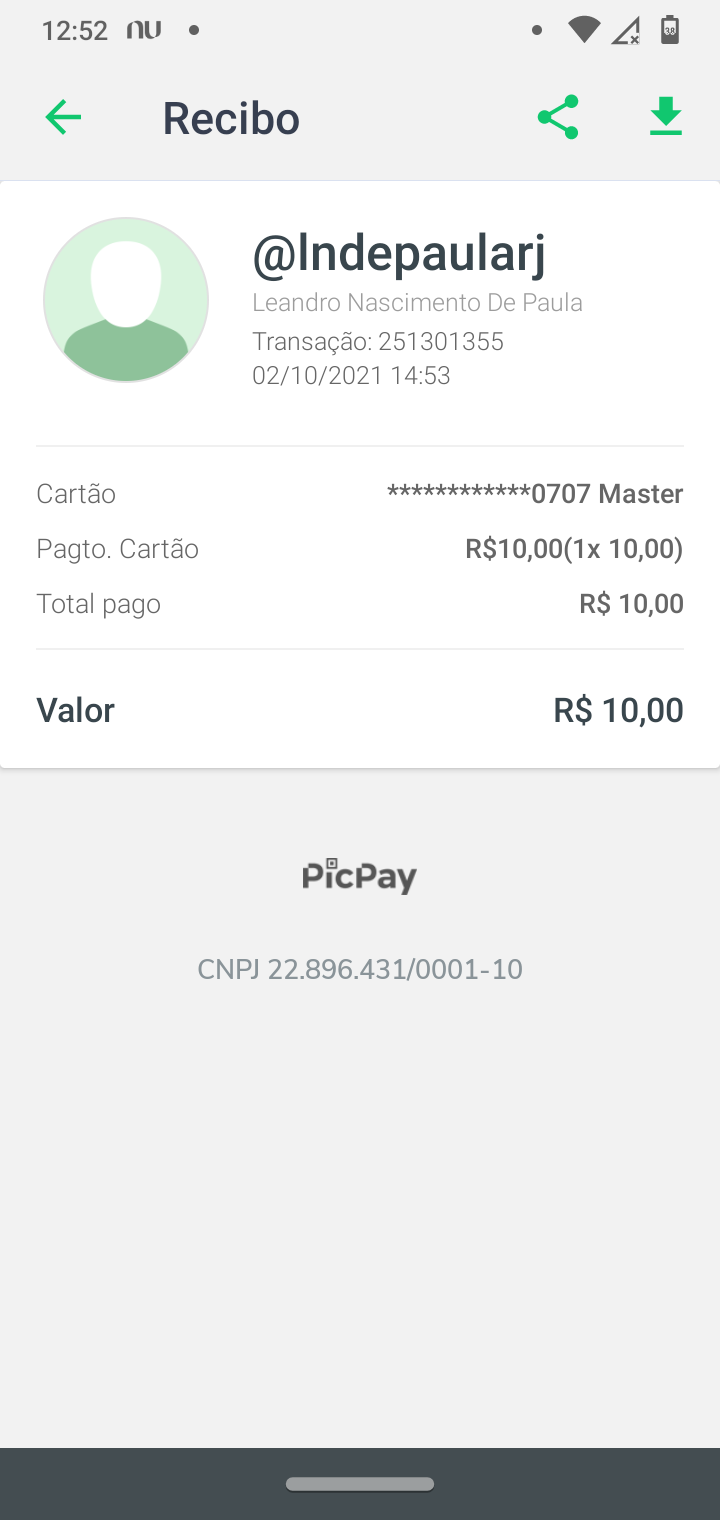 12:52 nu
38
Recibo
@lndepaularj
Leandro Nascimento De Paula
Transação: 251301355
02/10/2021 14:53
Cartão ************0707 Master
Pagto. Cartão R$10,00(1x 10,00)
Total pago R$ 10,00
Valor R$ 10,00
PicPay
CNPJ 22.896.431/0001-10